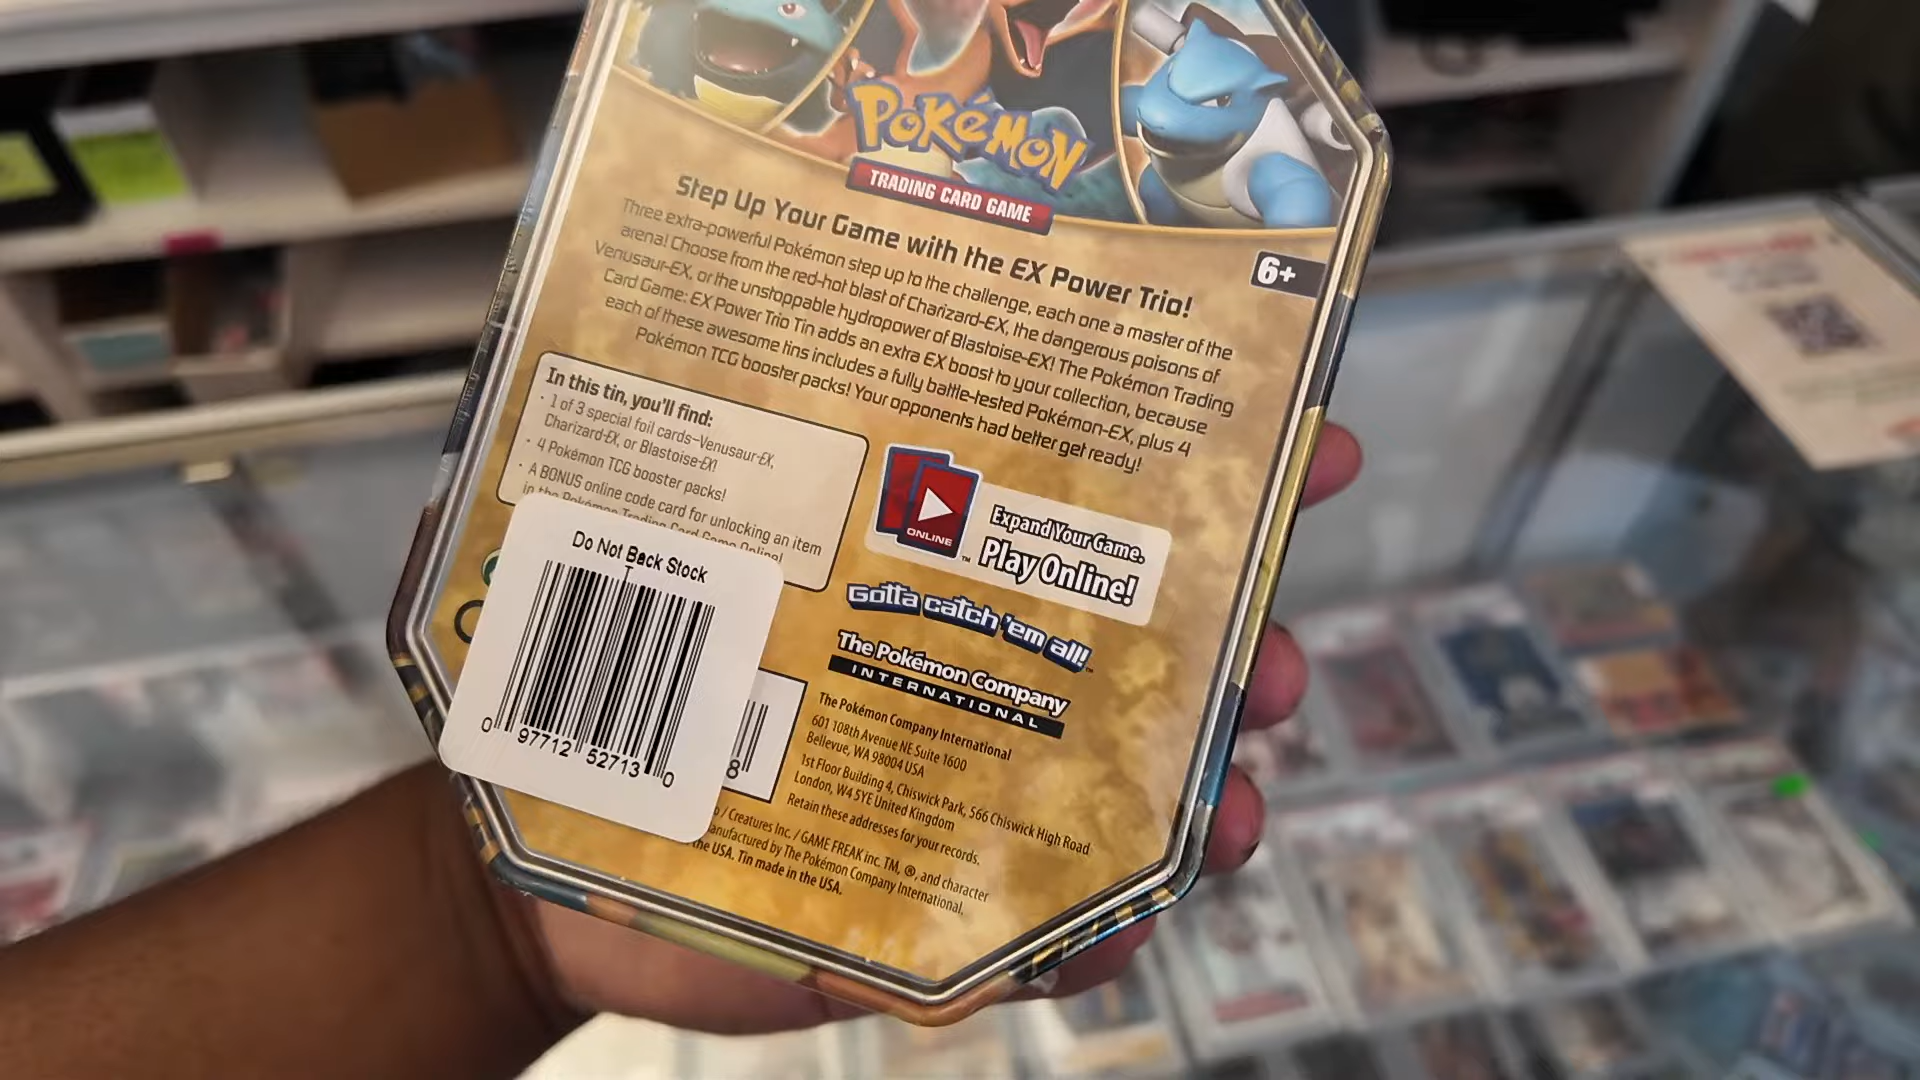 POKéMON
TRADING CARD GAME
Step Up Your Game with the EX Power Trio!
Three extra-powerful Pokémon step up to the challenge, each one a master of the
arena! Choose from the red-hot blast of Charizard-EX, the dangerous poisons of
Venusaur-EX, or the unstoppable hydropower of Blastoise-EX! The Pokémon Trading
Card Game: EX Power Trio Tin adds an extra EX boost to your collection, because
each of these awesome tins includes a fully battle-tested Pokémon-EX, plus 4
Pokémon TCG booster packs! Your opponents had better get ready!
6+
In this tin, you'll find:
· 1 of 3 special foil cards–Venusaur-EX,
Charizard-EX, or Blastoise-EX!
· 4 Pokémon TCG booster packs!
· A BONUS online code card for unlocking an item
in the Pokémon Trading Card Game Online!
ONLINE
™
Expand Your Game.
Play Online!
Gotta catch 'em all!™
The Pokémon Company
INTERNATIONAL
Do Not Back Stock
0 97712 52713 0
8
The Pokémon Company International
601 108th Avenue NE Suite 1600
Bellevue, WA 98004 USA
1st Floor Building 4, Chiswick Park, 566 Chiswick High Road
London, W4 5YE United Kingdom
Retain these addresses for your records.
/ Creatures Inc. / GAME FREAK inc. TM, ®, and character
Manufactured by The Pokémon Company International.
the USA. Tin made in the USA.